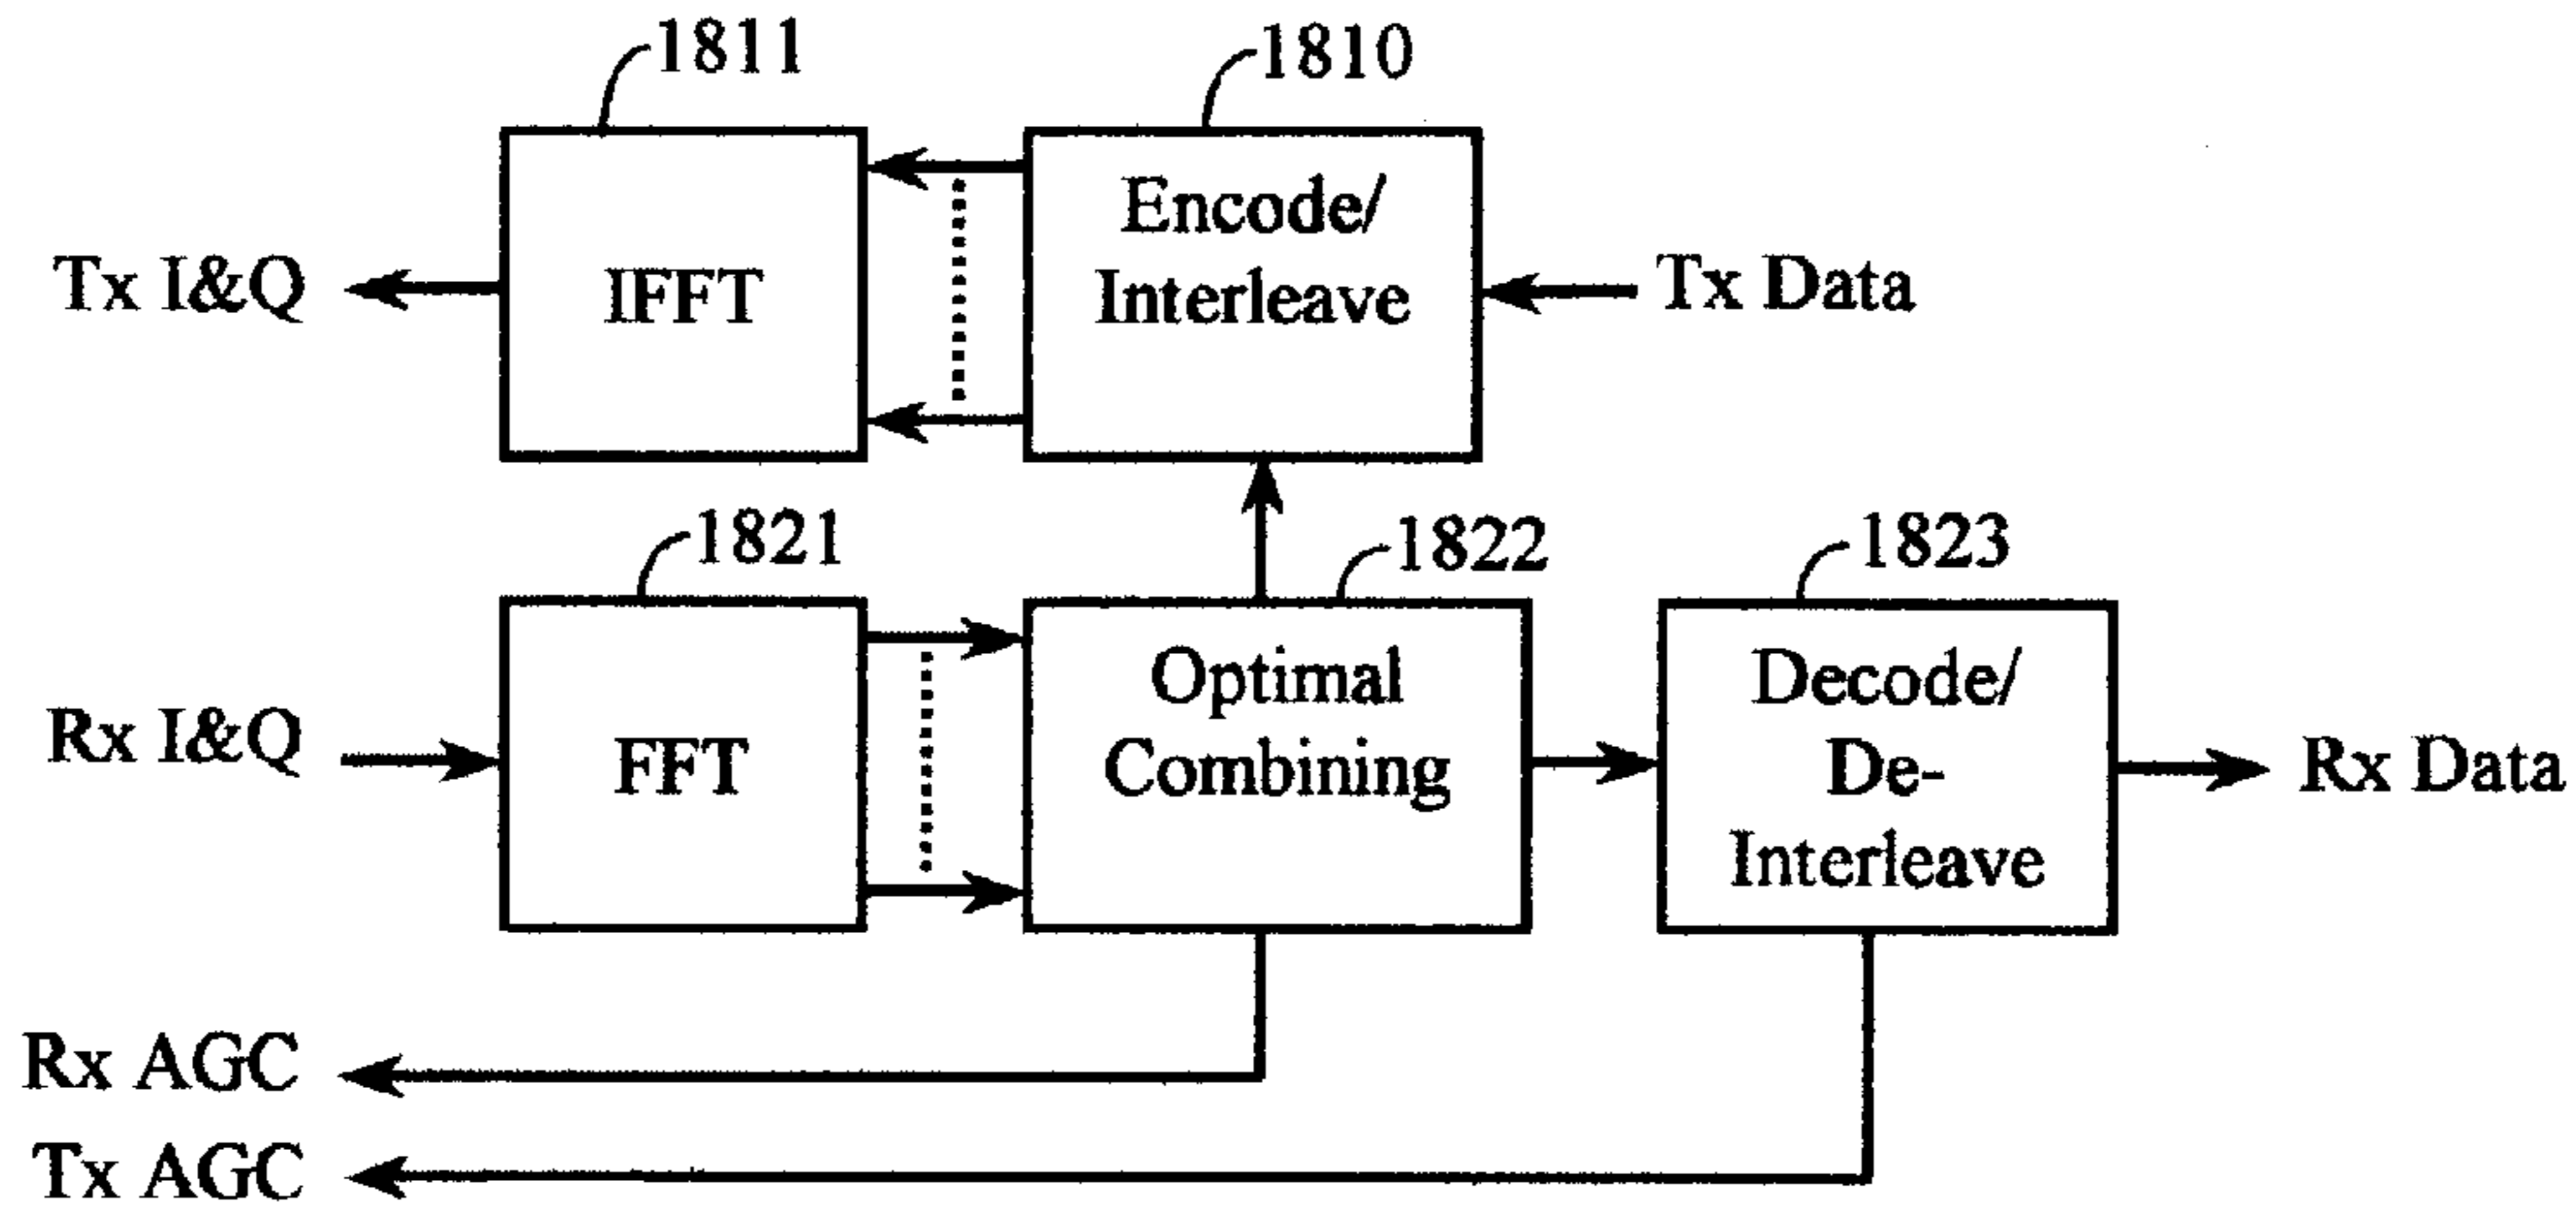 1811
1810
Encode/
Interleave
IFFT
Tx I&Q
Tx Data
1821
1822
1823
Optimal
Combining
Decode/
De-
Interleave
FFT
Rx I&Q
Rx Data
Rx AGC
Tx AGC